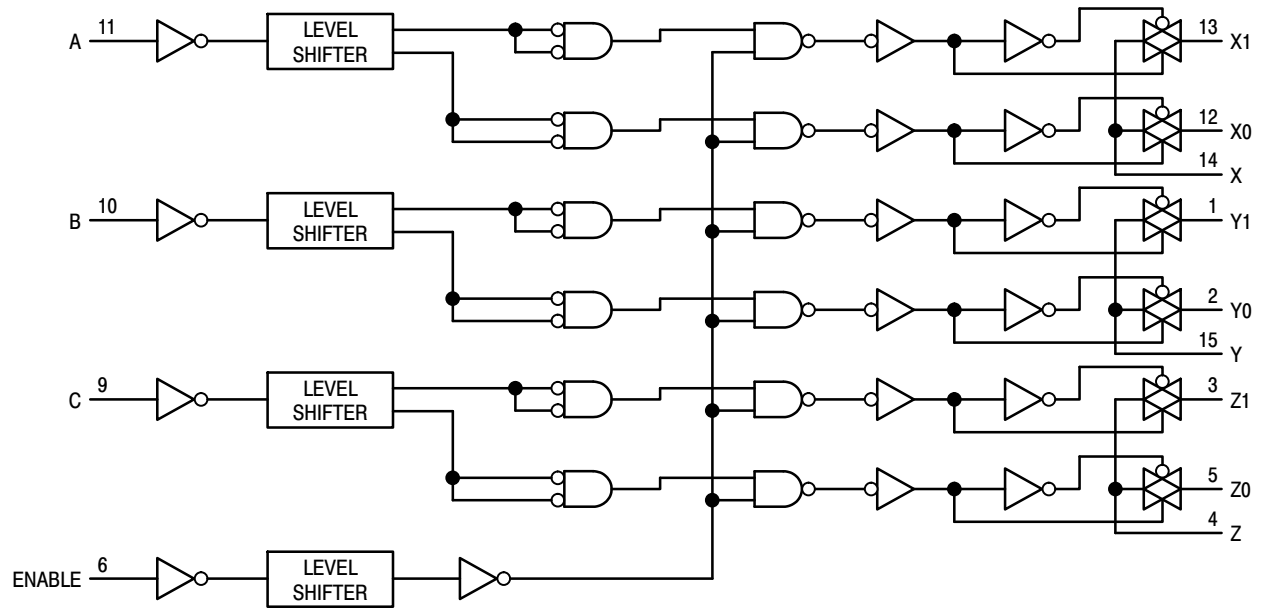 A 11 LEVEL SHIFTER 13 X1
12 X0
14 X
B 10 LEVEL SHIFTER 1 Y1
2 Y0
15 Y
C 9 LEVEL SHIFTER 3 Z1
5 Z0
4 Z
ENABLE 6 LEVEL SHIFTER